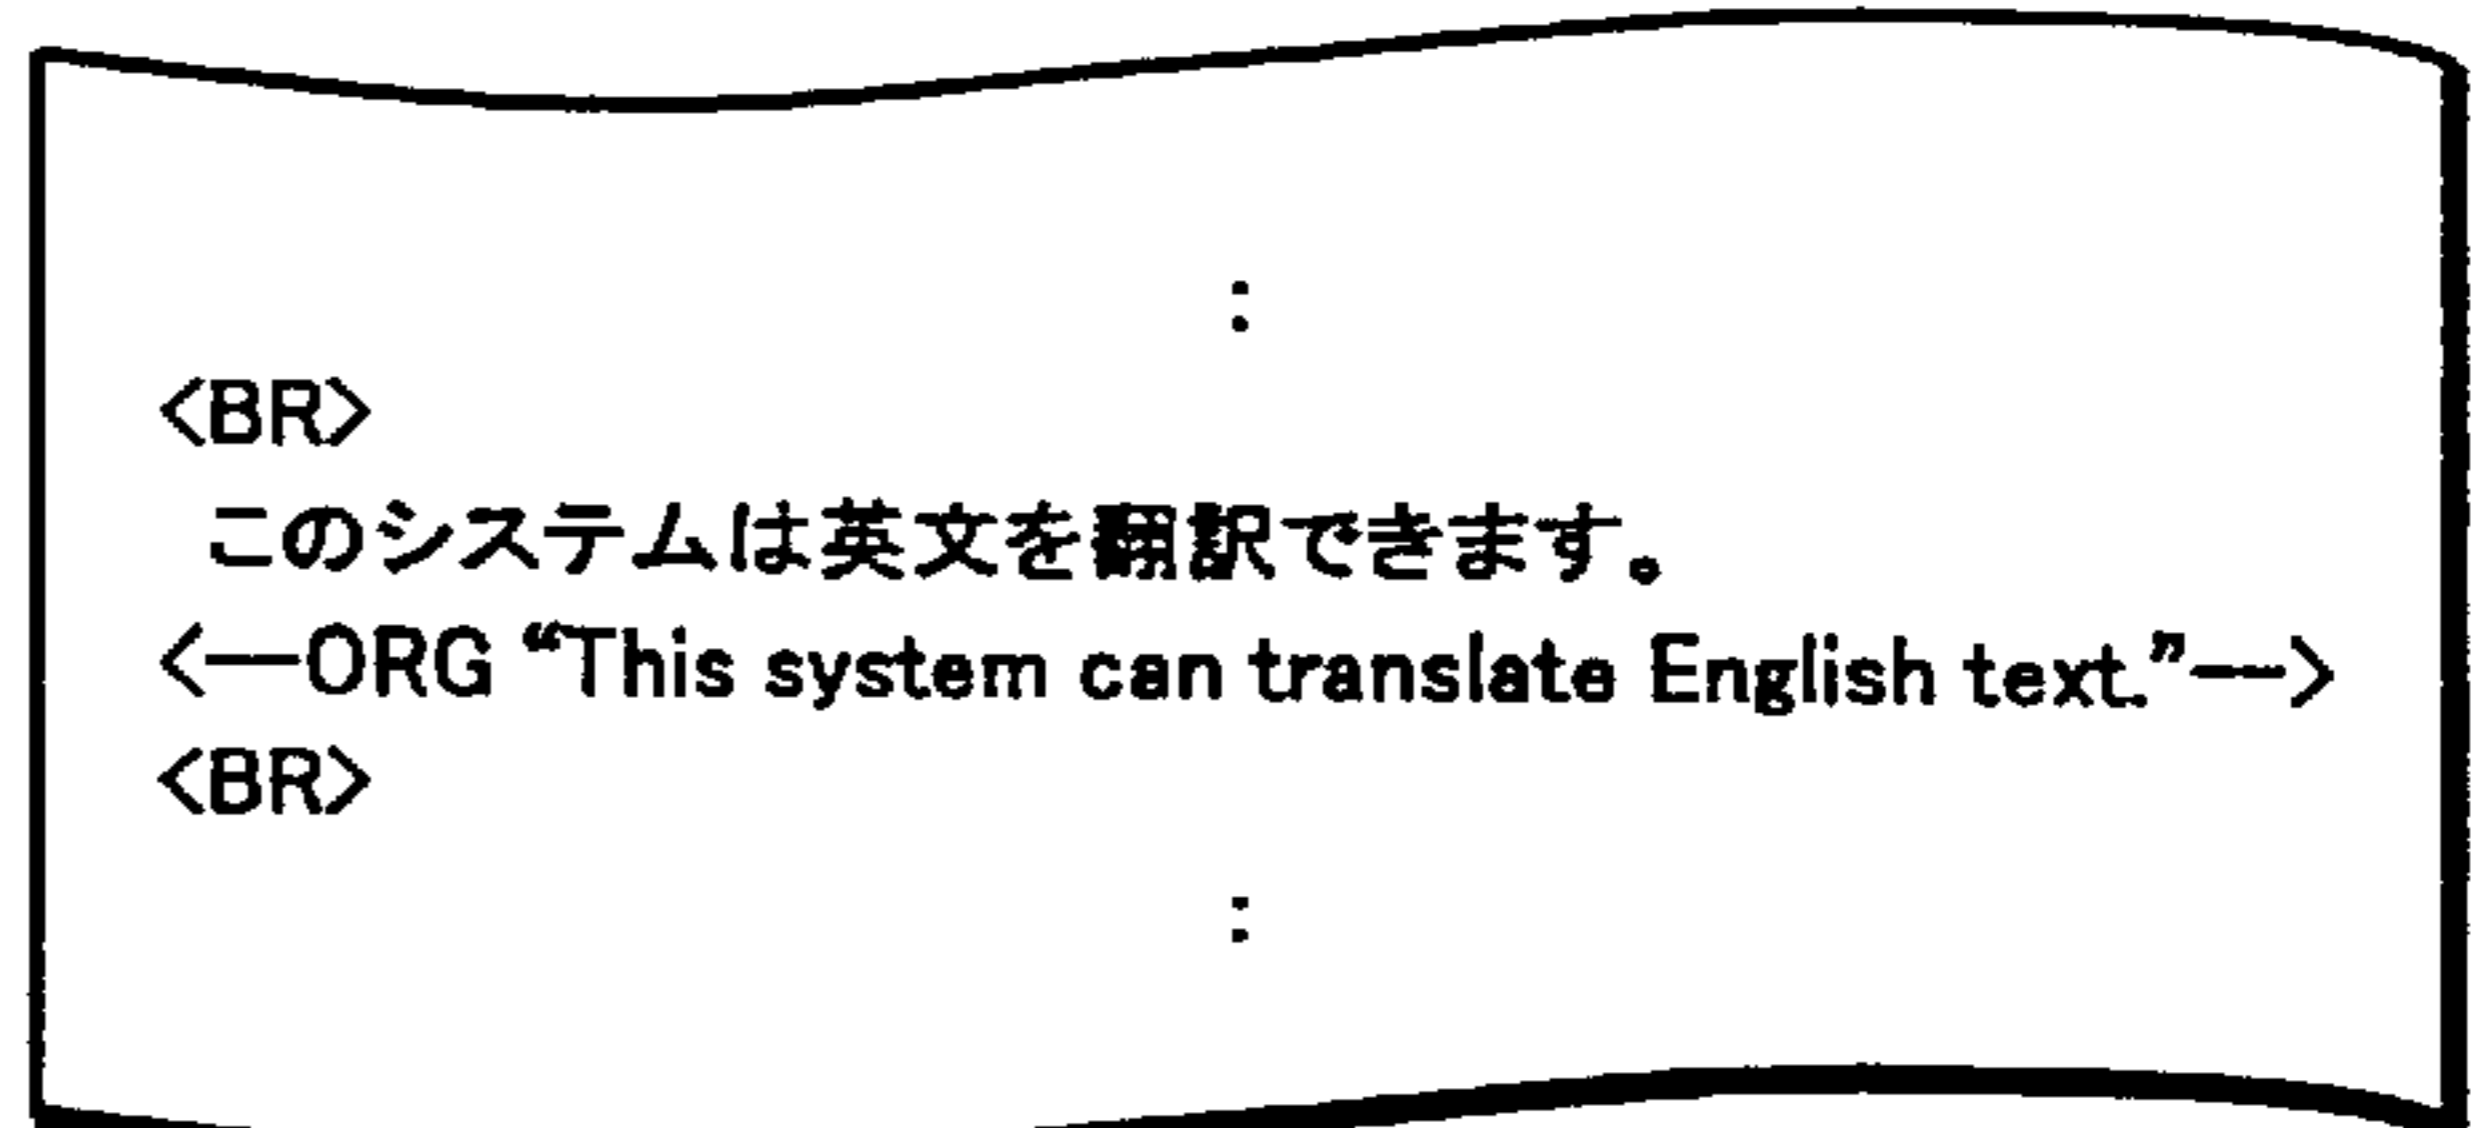 :
<BR>
このシステムは英文を翻訳できます。
<--ORG “This system can translate English text.”-->
<BR>
: